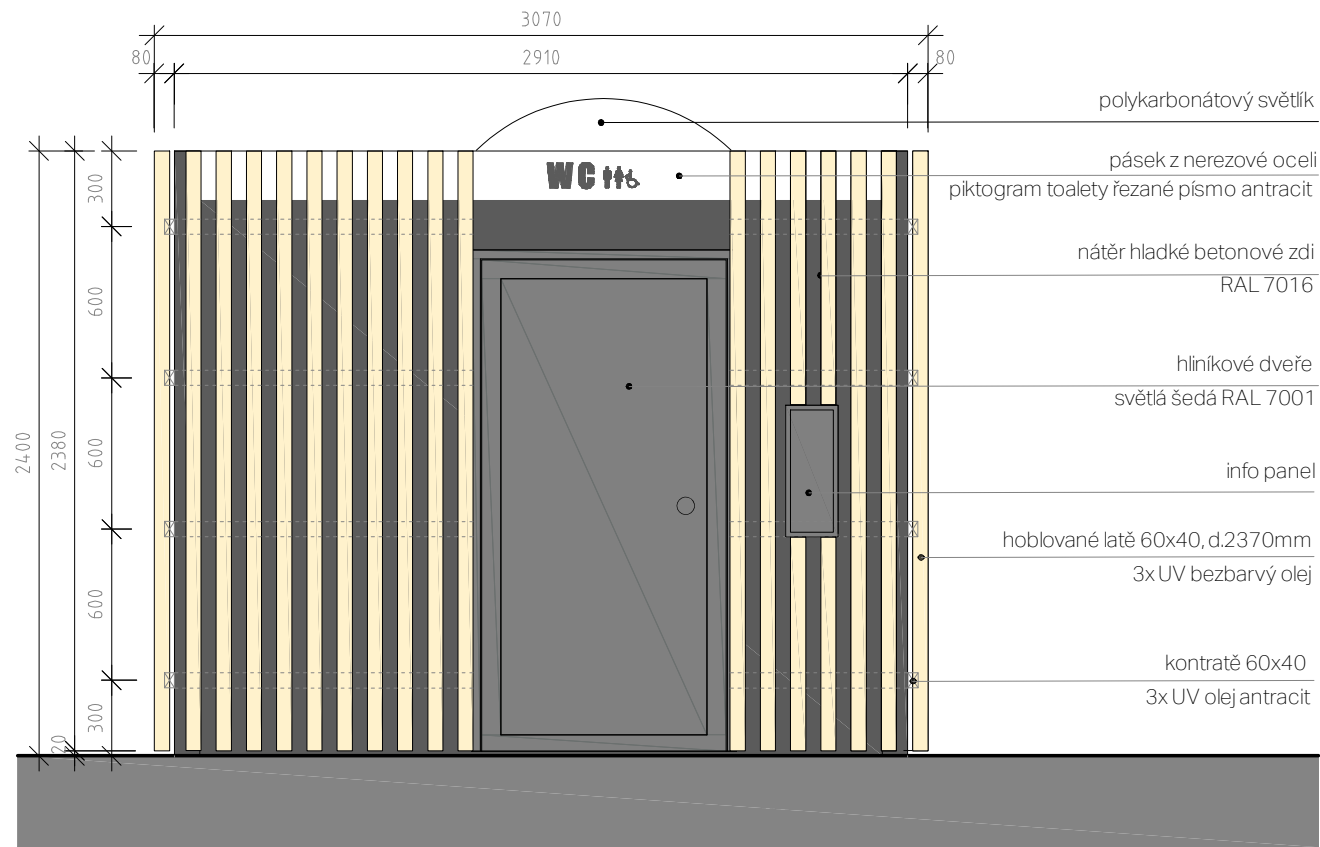 3070
80
2910
80
polykarbonátový světlík
WC
pásek z nerezové oceli
piktogram toalety řezané písmo antracit
nátěr hladké betonové zdi
RAL 7016
hliníkové dveře
světlá šedá RAL 7001
info panel
hoblované latě 60x40, d.2370mm
3x UV bezbarvý olej
kontratě 60x40
3x UV olej antracit
300
600
600
600
300
2400
2380
20